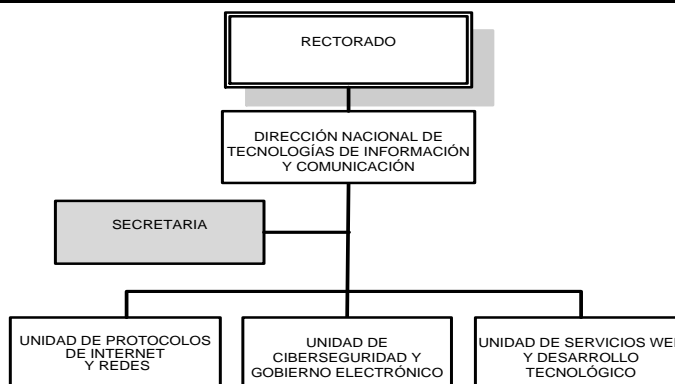 RECTORADO
DIRECCIÓN NACIONAL DE
TECNOLOGÍAS DE INFORMACIÓN
Y COMUNICACIÓN
SECRETARIA
UNIDAD DE PROTOCOLOS
DE INTERNET
Y REDES
UNIDAD DE
CIBERSEGURIDAD Y
GOBIERNO ELECTRÓNICO
UNIDAD DE SERVICIOS WEB
Y DESARROLLO
TECNOLÓGICO